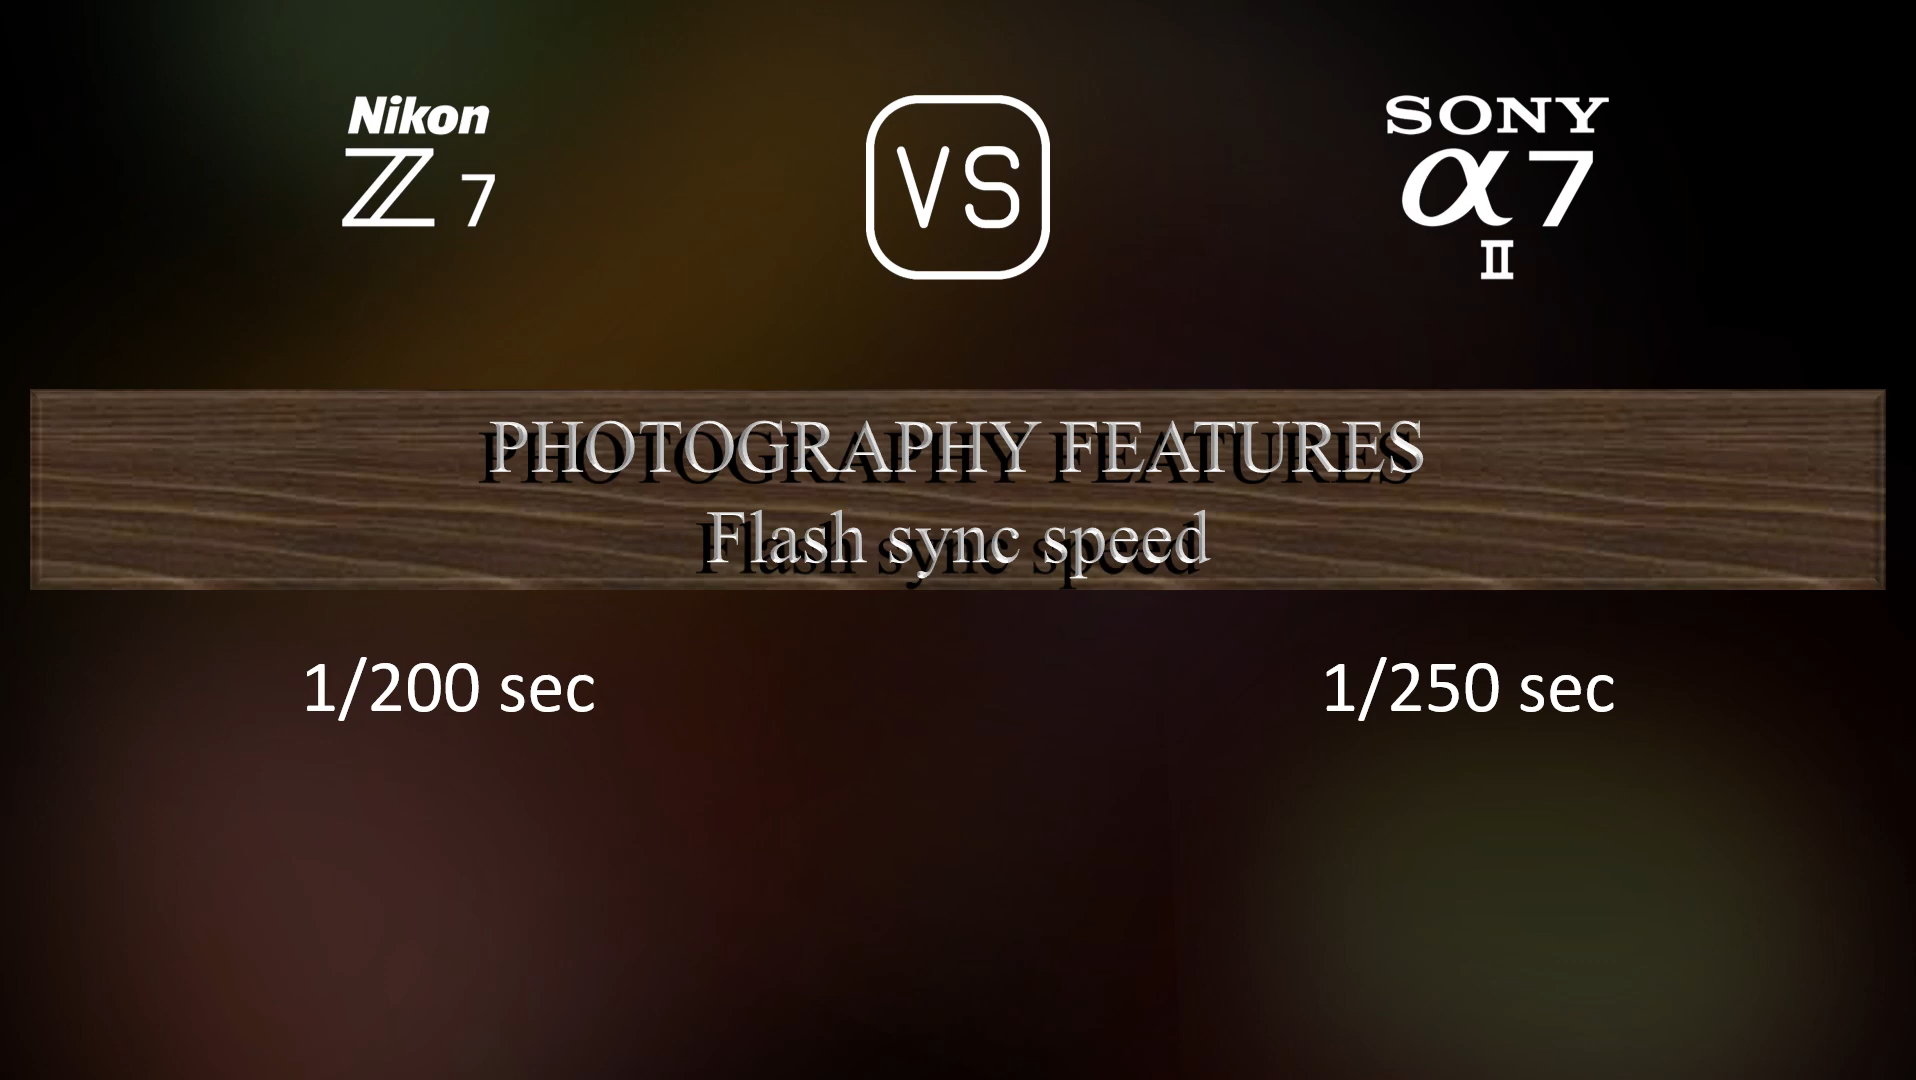 Nikon
Z 7
VS
SONY
α7
II
PHOTOGRAPHY FEATURES
Flash sync speed
1/200 sec
1/250 sec